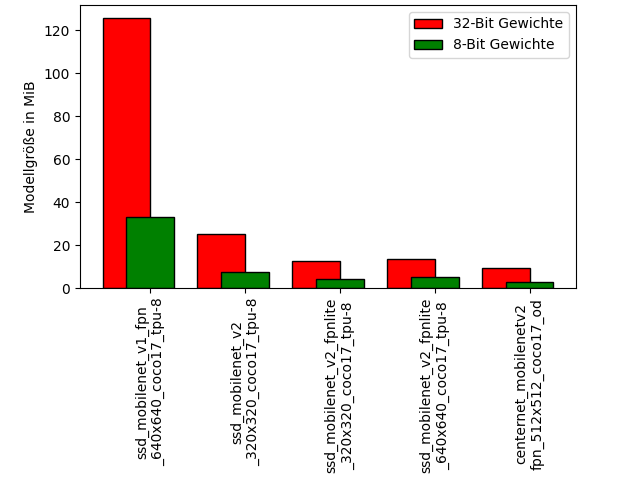 32-Bit Gewichte
8-Bit Gewichte
Modellgröße in MiB
120
100
80
60
40
20
0
ssd_mobilenet_v1_fpn
_640x640_coco17_tpu-8
ssd_mobilenet_v2
_320x320_coco17_tpu-8
ssd_mobilenet_v2_fpnlite
_320x320_coco17_tpu-8
ssd_mobilenet_v2_fpnlite
_640x640_coco17_tpu-8
centernet_mobilenetv2
fpn_512x512_coco17_od